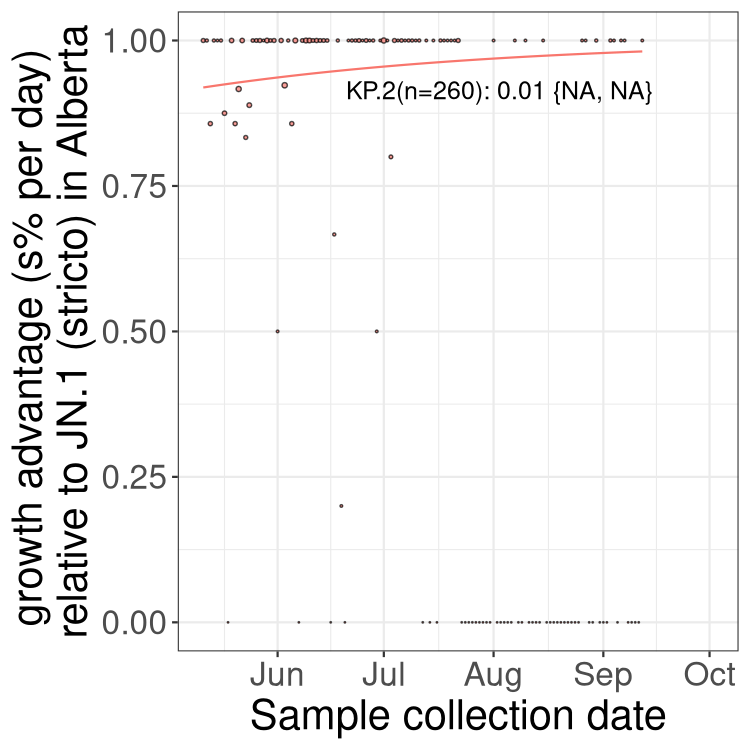 growth advantage (s% per day)
relative to JN.1 (stricto) in Alberta
1.00
0.75
0.50
0.25
0.00
KP.2(n=260): 0.01 {NA, NA}
Jun Jul Aug Sep Oct
Sample collection date